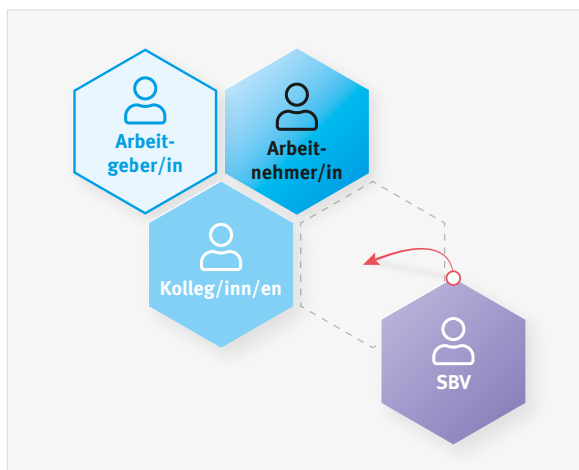 Arbeit-
geber/in
Arbeit-
nehmer/in
Kolleg/inn/en
SBV